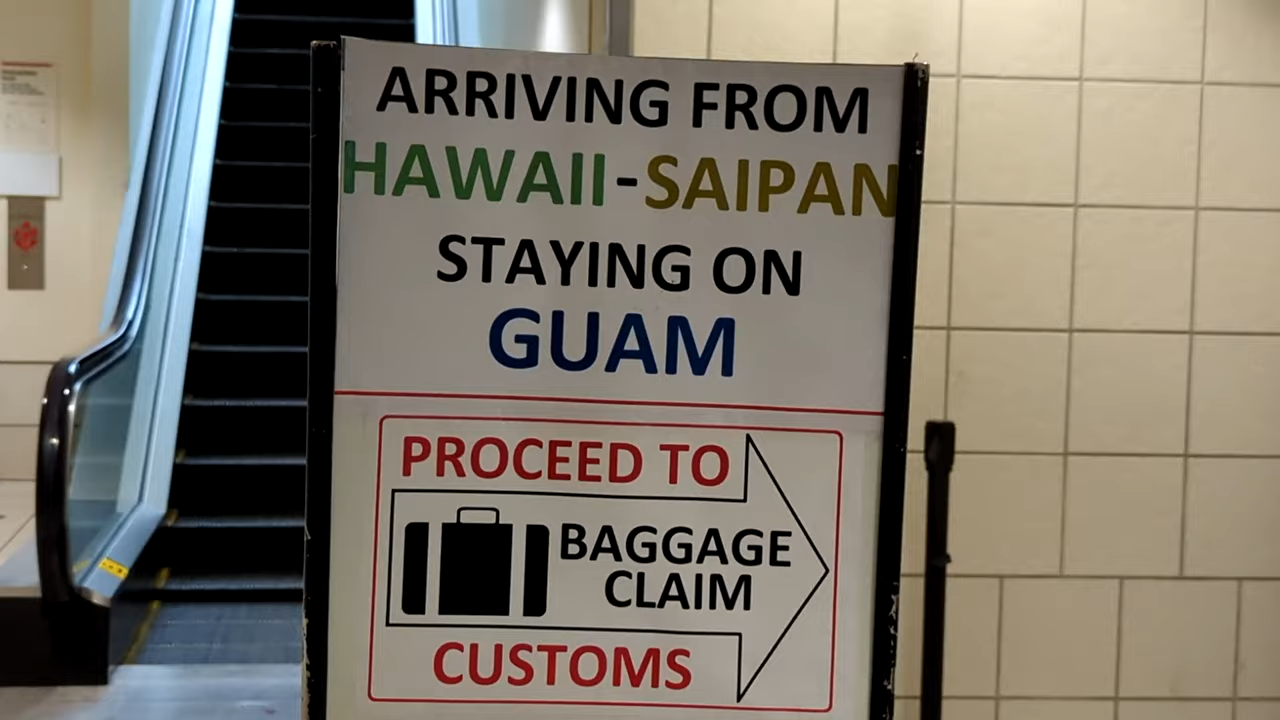 ARRIVING FROM
HAWAII-SAIPAN
STAYING ON
GUAM
PROCEED TO
BAGGAGE
CLAIM
CUSTOMS